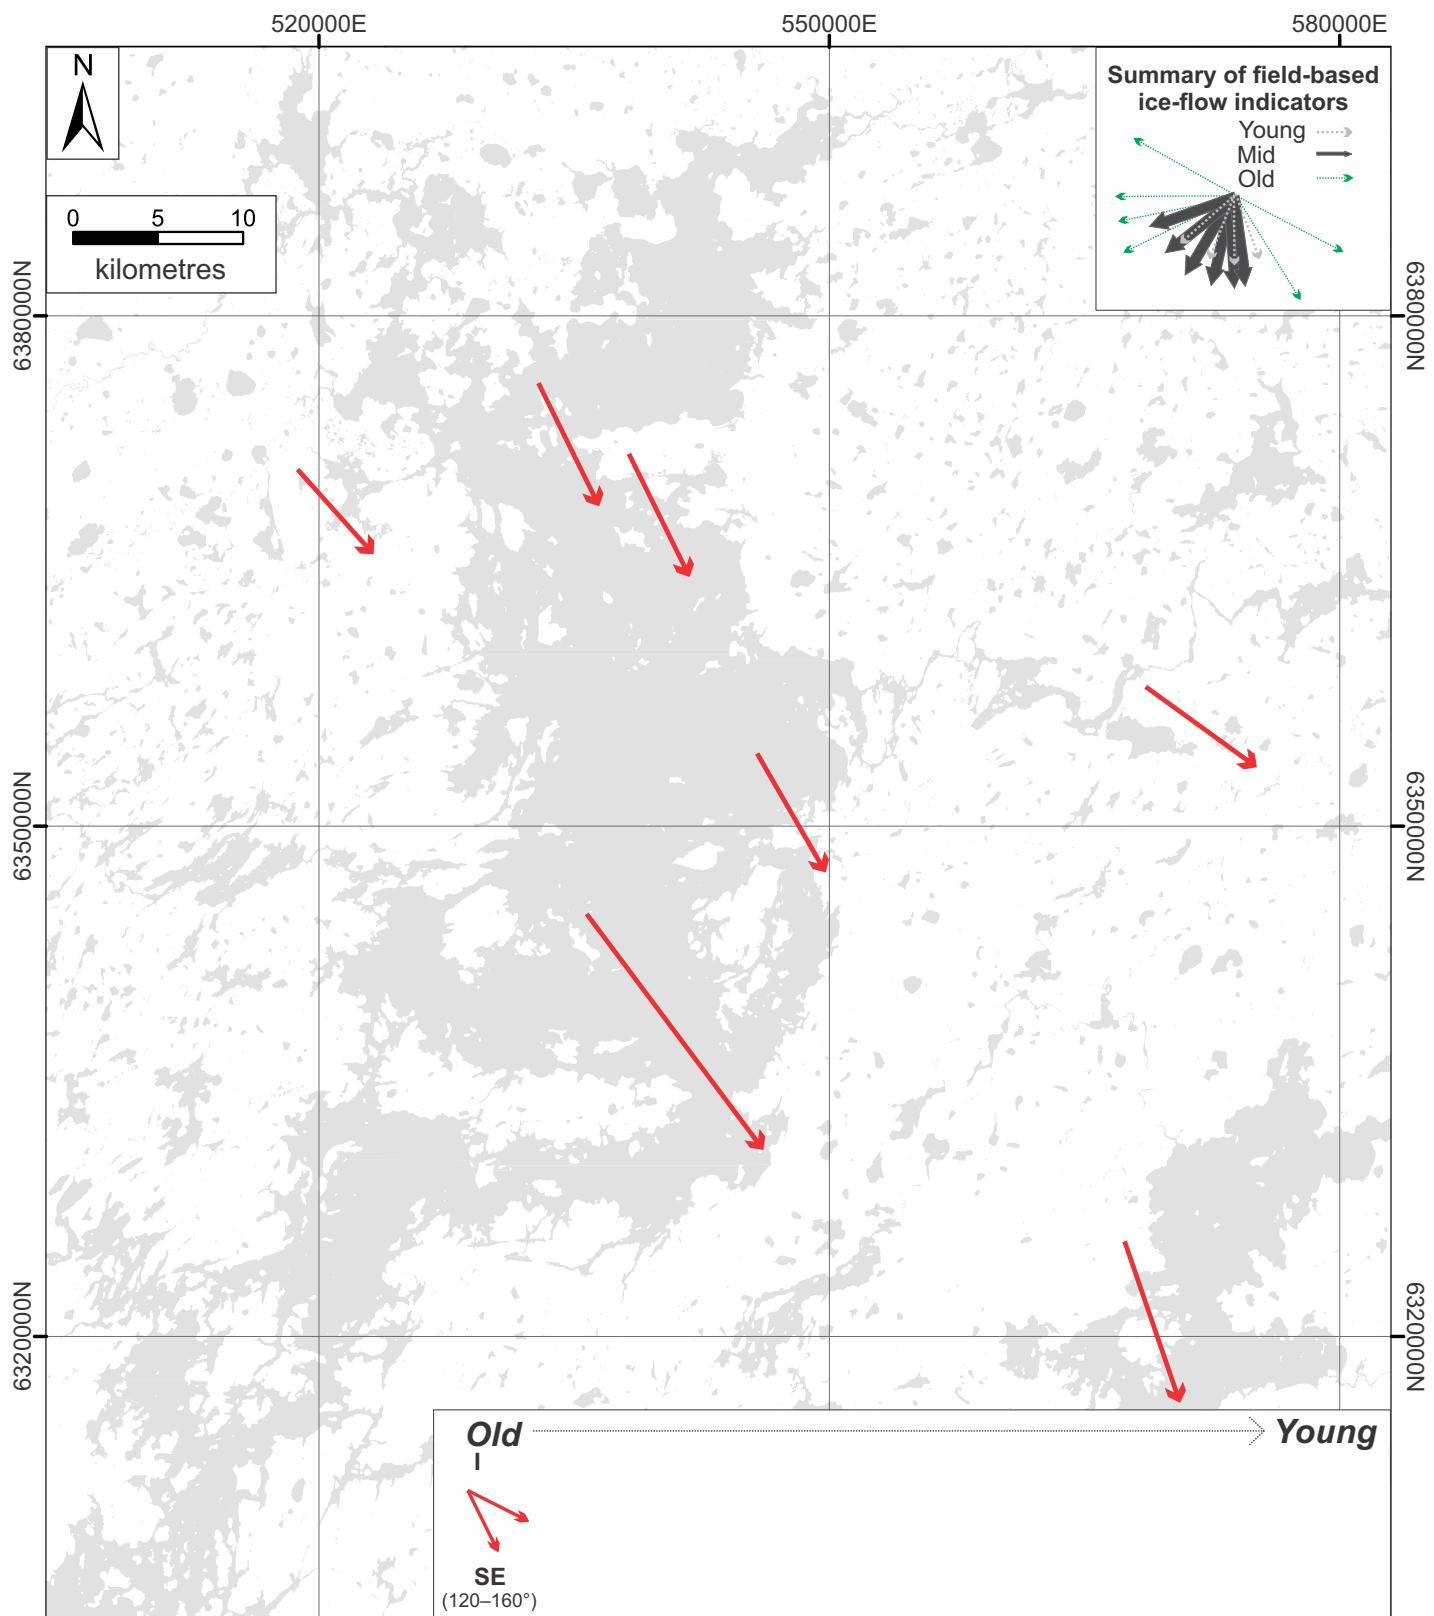 520000E
550000E
580000E
N
0 5 10
kilometres
Summary of field-based
ice-flow indicators
Young
Mid
Old
6380000N
6380000N
6350000N
6350000N
6320000N
6320000N
Old
Young
I
SE
(120–160°)